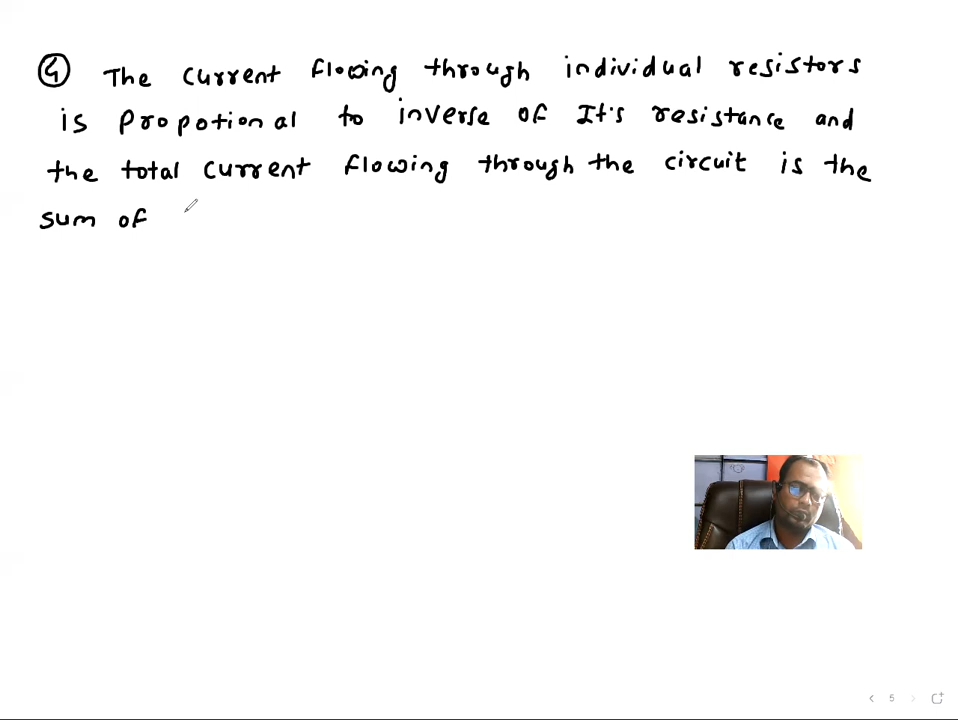 ④ The current flowing through individual resistors
is Propotional to inverse of It's resistance and
the total current flowing through the circuit is the
sum of
5